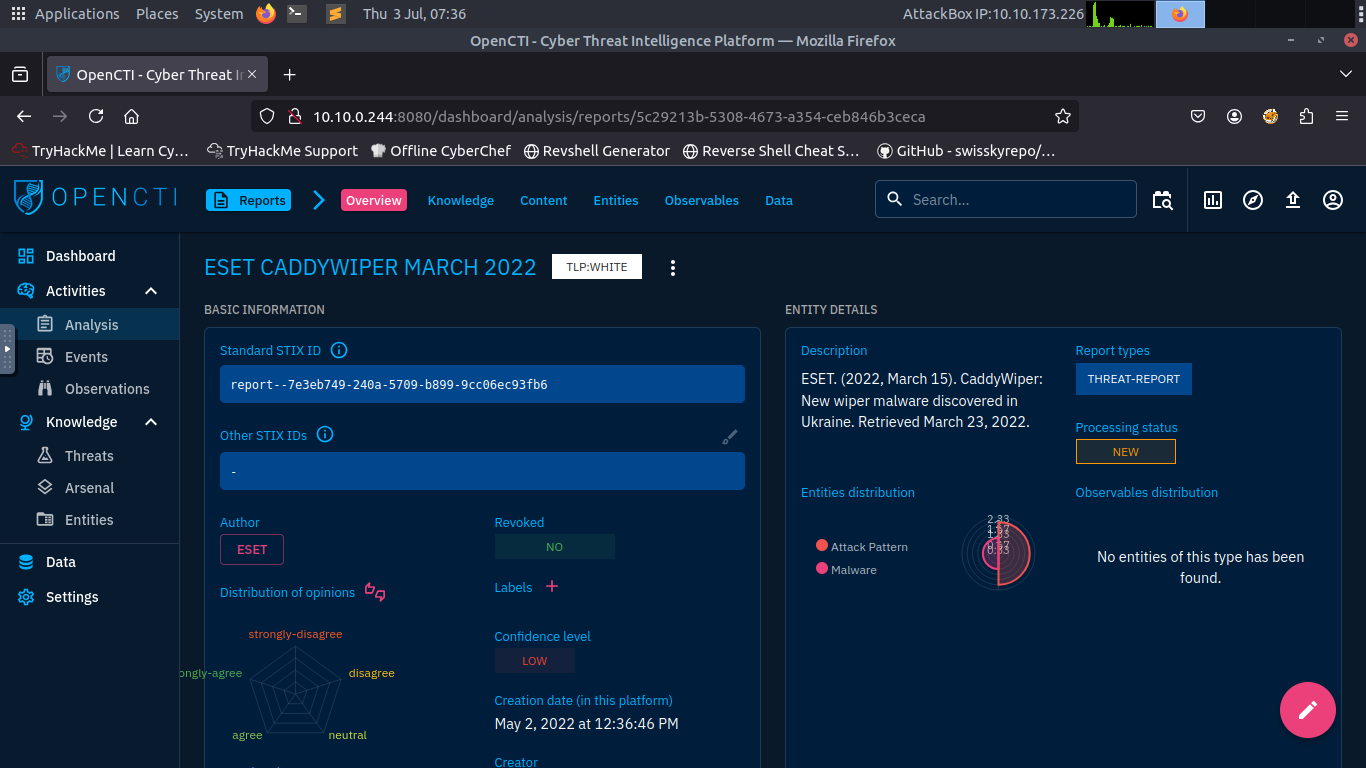 Applications Places System Thu 3 Jul, 07:36 AttackBox IP:10.10.173.226
OpenCTI - Cyber Threat Intelligence Platform — Mozilla Firefox
OpenCTI - Cyber Threat I
10.10.0.244:8080/dashboard/analysis/reports/5c29213b-5308-4673-a354-ceb846b3ceca
TryHackMe | Learn Cy… TryHackMe Support Offline CyberChef Revshell Generator Reverse Shell Cheat S… GitHub - swisskyrepo/…
OPENCTI Reports Overview Knowledge Content Entities Observables Data Search...
Dashboard
Activities
Analysis
Events
Observations
Knowledge
Threats
Arsenal
Entities
Data
Settings
ESET CADDYWIPER MARCH 2022 TLP:WHITE
BASIC INFORMATION
Standard STIX ID
report--7e3eb749-240a-5709-b899-9cc06ec93fb6
Other STIX IDs
-
Author
ESET
Distribution of opinions
strongly-disagree
ongly-agree disagree
agree neutral
Revoked
NO
Labels
Confidence level
LOW
Creation date (in this platform)
May 2, 2022 at 12:36:46 PM
Creator
ENTITY DETAILS
Description
ESET. (2022, March 15). CaddyWiper:
New wiper malware discovered in
Ukraine. Retrieved March 23, 2022.
Report types
THREAT-REPORT
Processing status
NEW
Entities distribution
Attack Pattern
Malware
2.33
Observables distribution
No entities of this type has been
found.